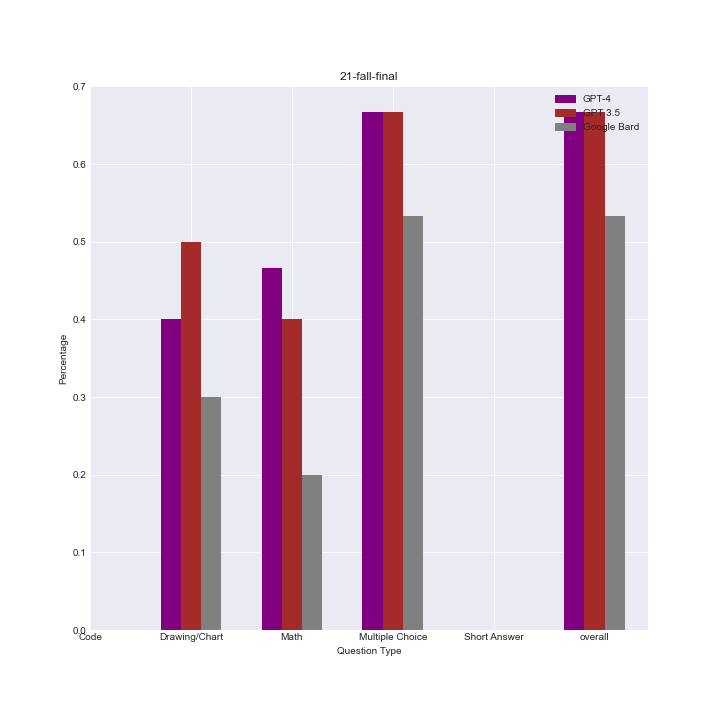 21-fall-final
GPT-4
GPT-3.5
Google Bard
0.7
0.6
0.5
0.4
0.3
0.2
0.1
0.0
Percentage
Code Drawing/Chart Math Multiple Choice Short Answer overall
Question Type